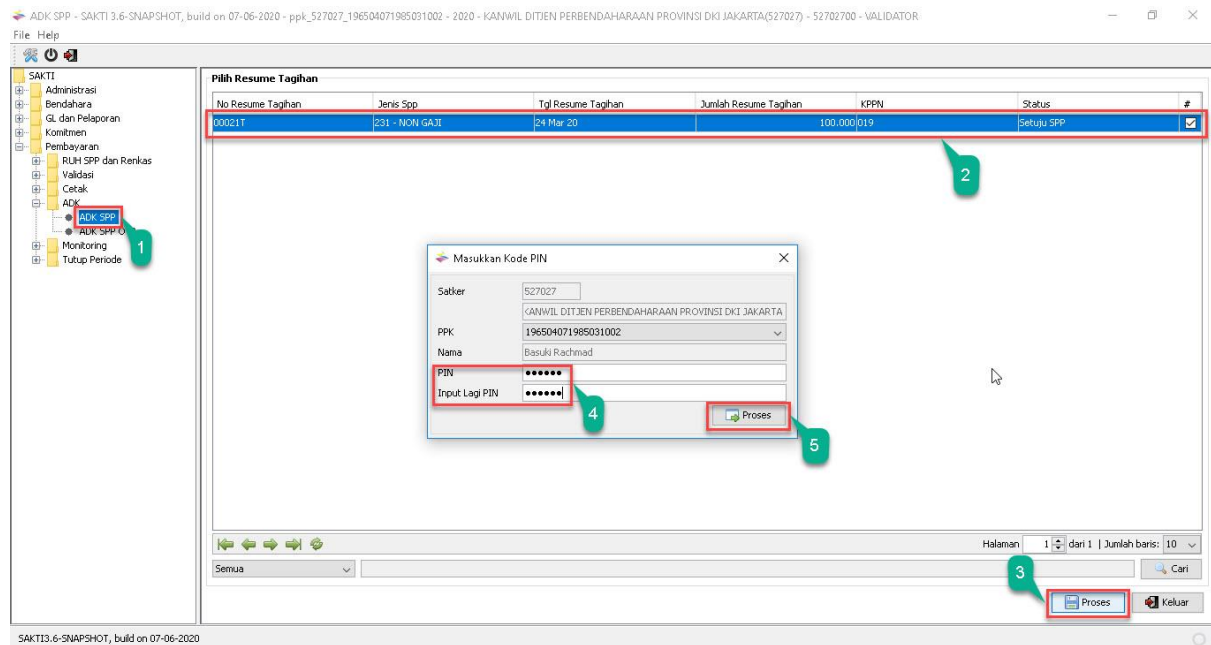 ADK SPP - SAKTI 3.6-SNAPSHOT, build on 07-06-2020 - ppk_527027_196504071985031002 - 2020 - KANWIL DITJEN PERBENDAHARAAN PROVINSI DKI JAKARTA(527027) - 52702700 - VALIDATOR
File Help
SAKTI
Administrasi
Bendahara
GL dan Pelaporan
Komitmen
Pembayaran
RUH SPP dan Renkas
Validasi
Cetak
ADK
ADK SPP
ADK SPP
Monitoring
Tutup Periode
1
Pilih Resume Tagihan
No Resume Tagihan Jenis Spp Tgl Resume Tagihan Jumlah Resume Tagihan KPPN Status #
00021T 231 - NON GAJI 24 Mar 20 100.000 019 Setuju SPP
2
Masukkan Kode PIN
Satker 527027
KANWIL DITJEN PERBENDAHARAAN PROVINSI DKI JAKARTA
PPK 196504071985031002
Nama Basuki Rachmad
PIN ●●●●●●
Input Lagi PIN ●●●●●●
4
Proses
5
Halaman 1 dari 1 | Jumlah baris: 10
Semua Cari
3
Proses Keluar
SAKTI3.6-SNAPSHOT, build on 07-06-2020